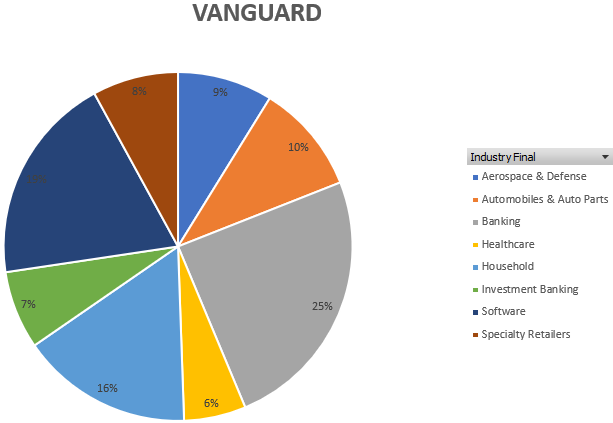 VANGUARD
8%
9%
10%
25%
6%
16%
7%
Industry Final
Aerospace & Defense
Automobiles & Auto Parts
Banking
Healthcare
Household
Investment Banking
Software
Specialty Retailers